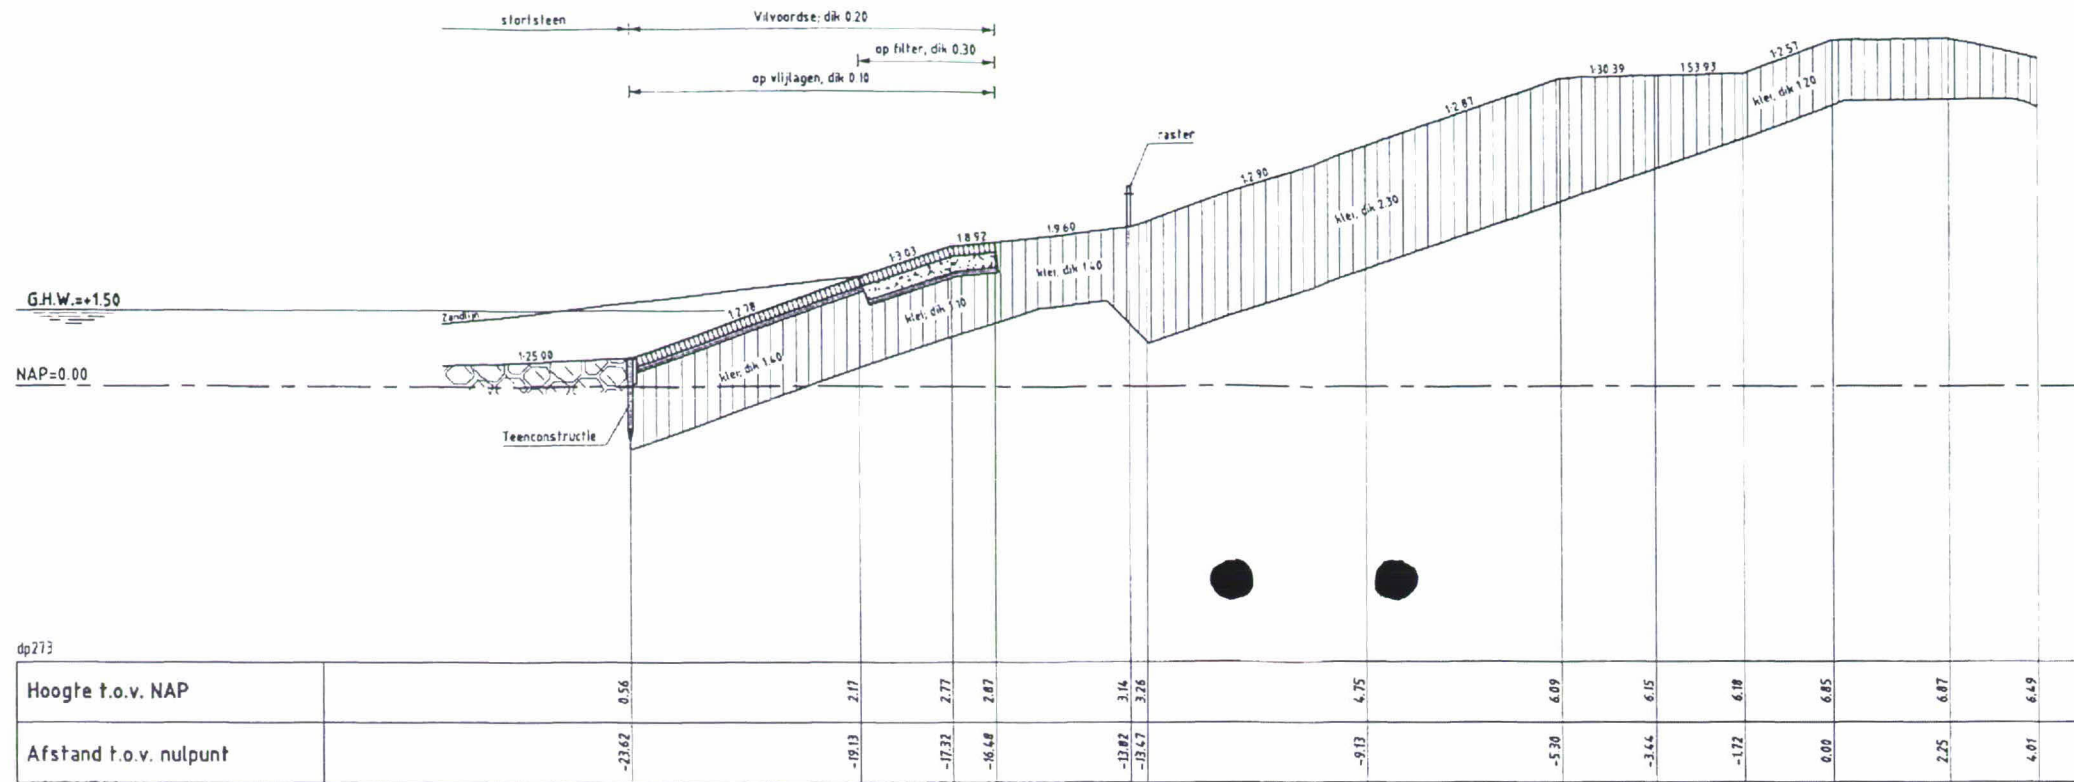 stortsteen
Vilvoordse; dik 0.20
op filter, dik 0.30
op vlijlagen, dik 0.10
1:30.39
1:53.93
1:2.57
klei, dik 1.20
1:2.87
raster
1:2.90
klei, dik 2.30
1:9.60
1:8.92
1:3.03
klei, dik 1.40
G.H.W.=+1.50
Zandlijn
1:2.78
klei, dik 1.10
1:25.00
klei, dik 1.40
NAP=0.00
Teenconstructie
dp273
Hoogte t.o.v. NAP 0.56 2.17 2.77 2.87 3.14 3.26 4.75 6.09 6.15 6.18 6.85 6.87 6.49
Afstand t.o.v. nulpunt -23.62 -19.13 -17.32 -16.48 -13.82 -13.47 -9.13 -5.30 -3.44 -1.72 0.00 2.25 4.01